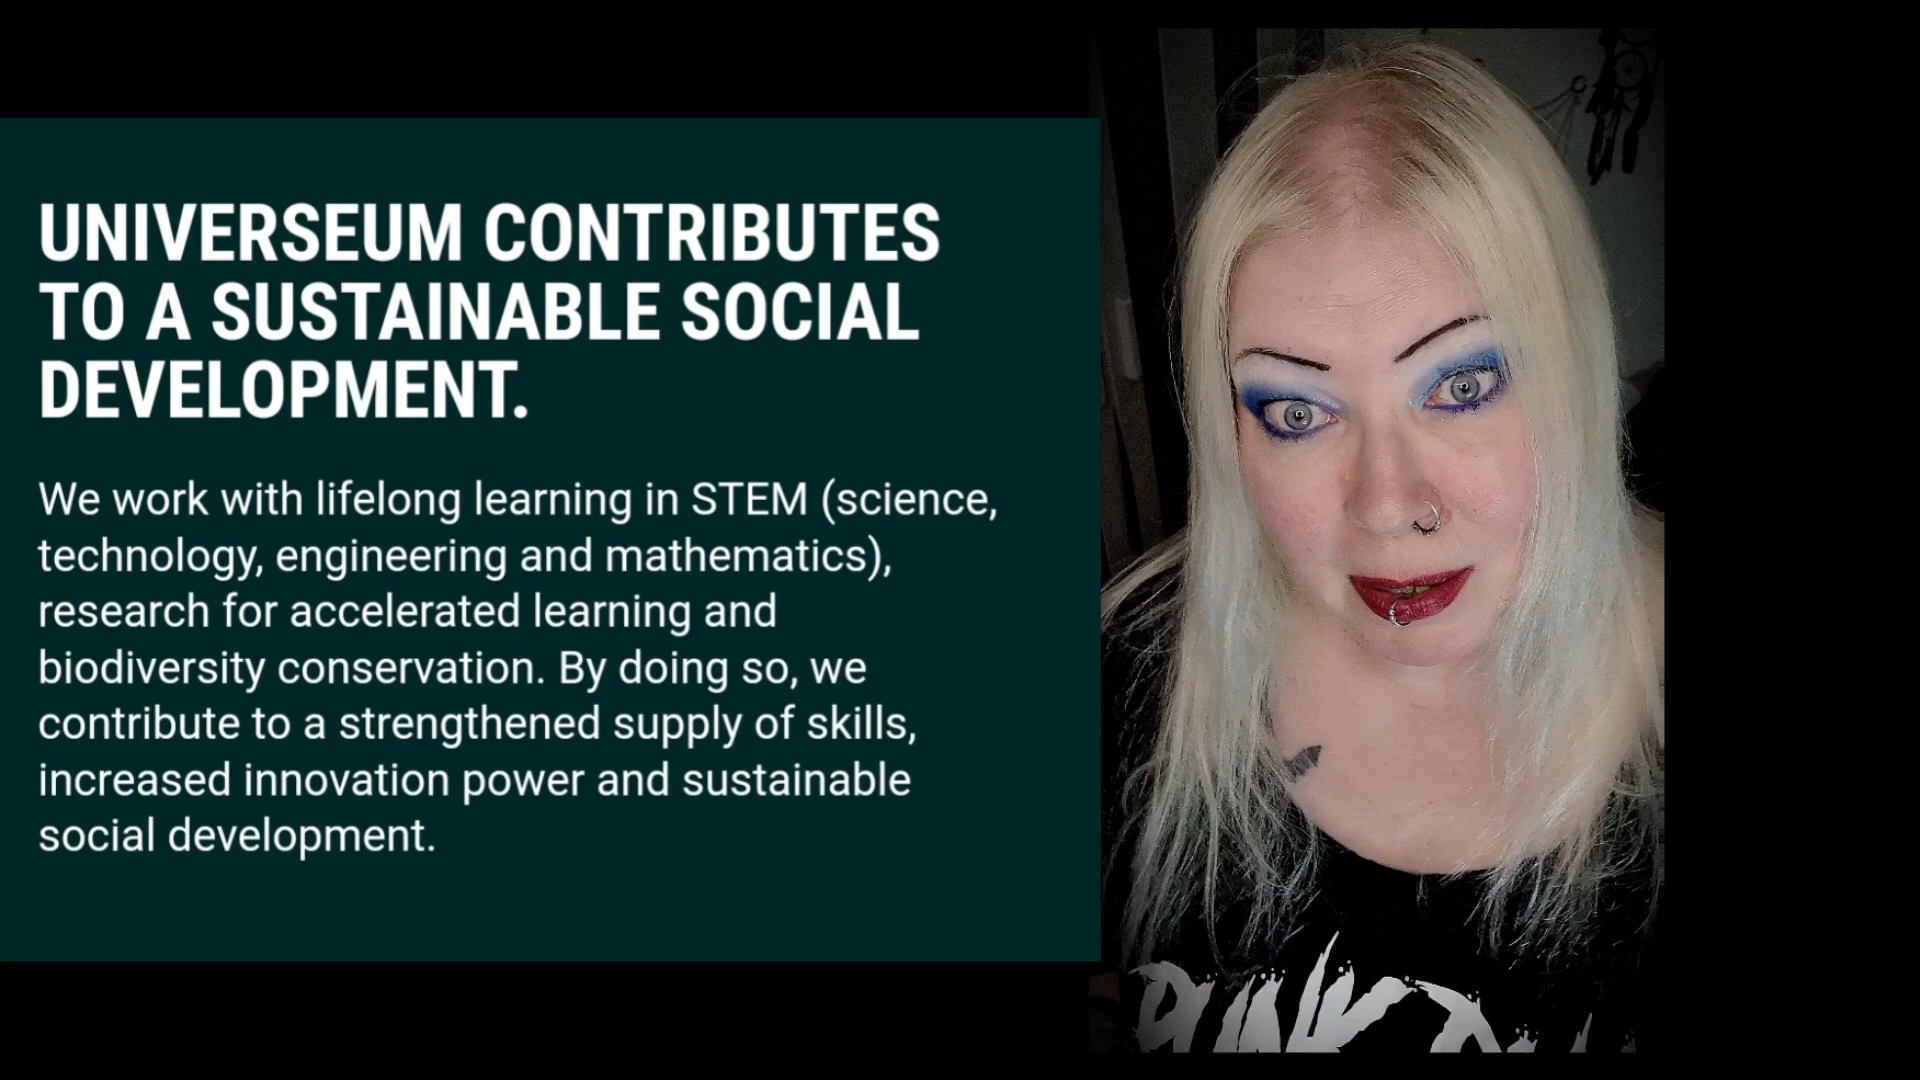 UNIVERSEUM CONTRIBUTES
TO A SUSTAINABLE SOCIAL
DEVELOPMENT.
We work with lifelong learning in STEM (science,
technology, engineering and mathematics),
research for accelerated learning and
biodiversity conservation. By doing so, we
contribute to a strengthened supply of skills,
increased innovation power and sustainable
social development.
PUNK